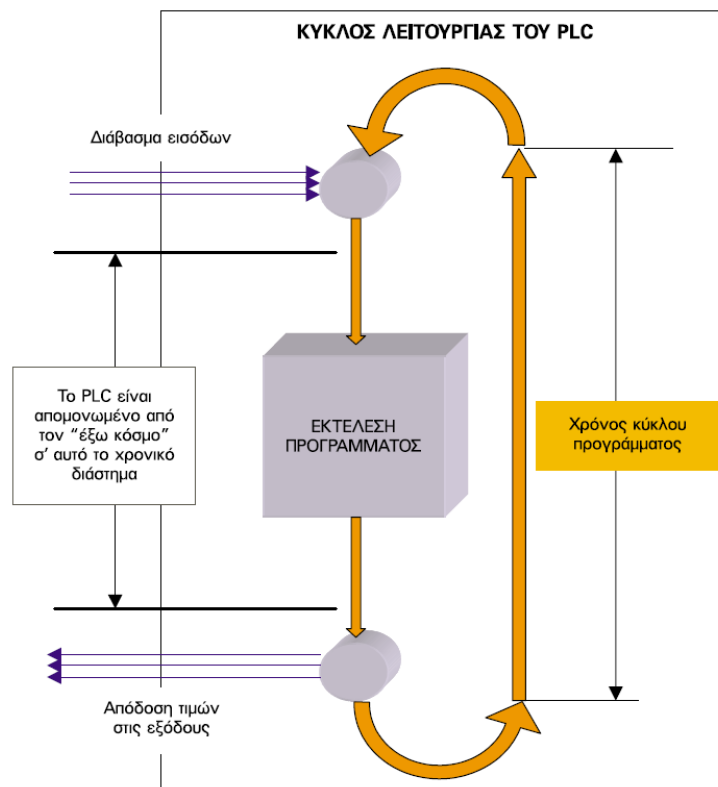 ΚΥΚΛΟΣ ΛΕΙΤΟΥΡΓΙΑΣ ΤΟΥ PLC
Διάβασμα εισόδων
Το PLC είναι
απομονωμένο από
τον “έξω κόσμο”
σ’ αυτό το χρονικό
διάστημα
ΕΚΤΕΛΕΣΗ
ΠΡΟΓΡΑΜΜΑΤΟΣ
Χρόνος κύκλου
προγράμματος
Απόδοση τιμών
στις εξόδους